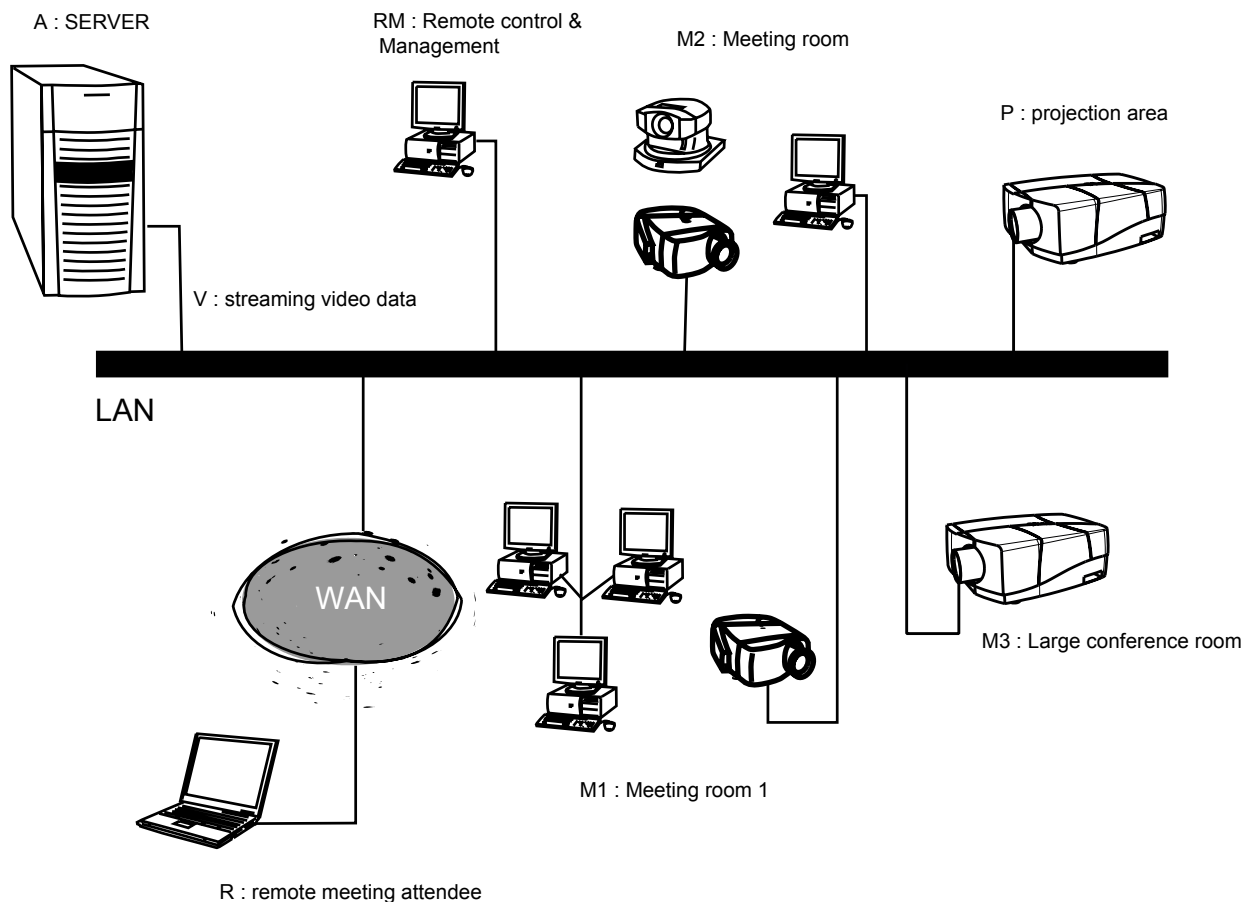 A : SERVER
RM : Remote control &
Management
M2 : Meeting room
P : projection area
V : streaming video data
LAN
WAN
M3 : Large conference room
M1 : Meeting room 1
R : remote meeting attendee